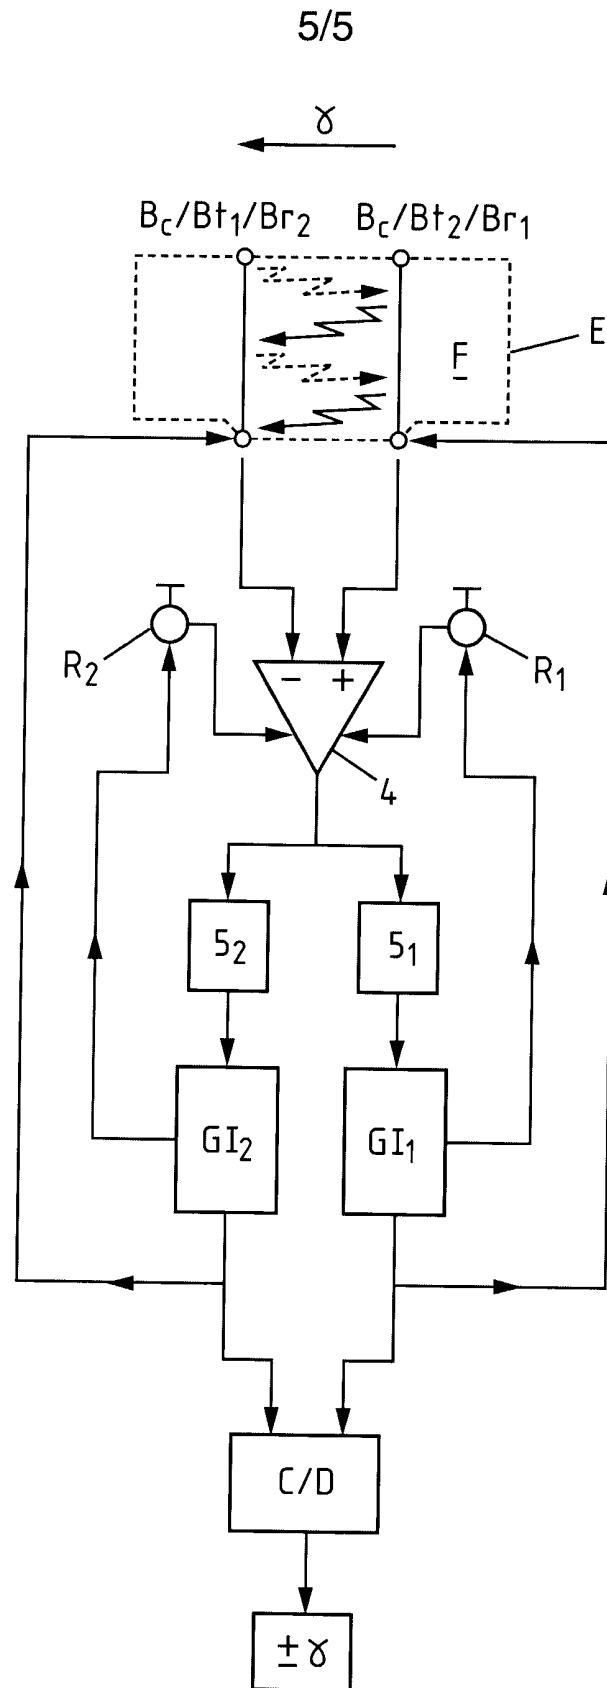 5/5
γ
Bc/Bt1/Br2 Bc/Bt2/Br1
E
F
R2
R1
− +
4
52 51
GI2 GI1
C/D
±γ